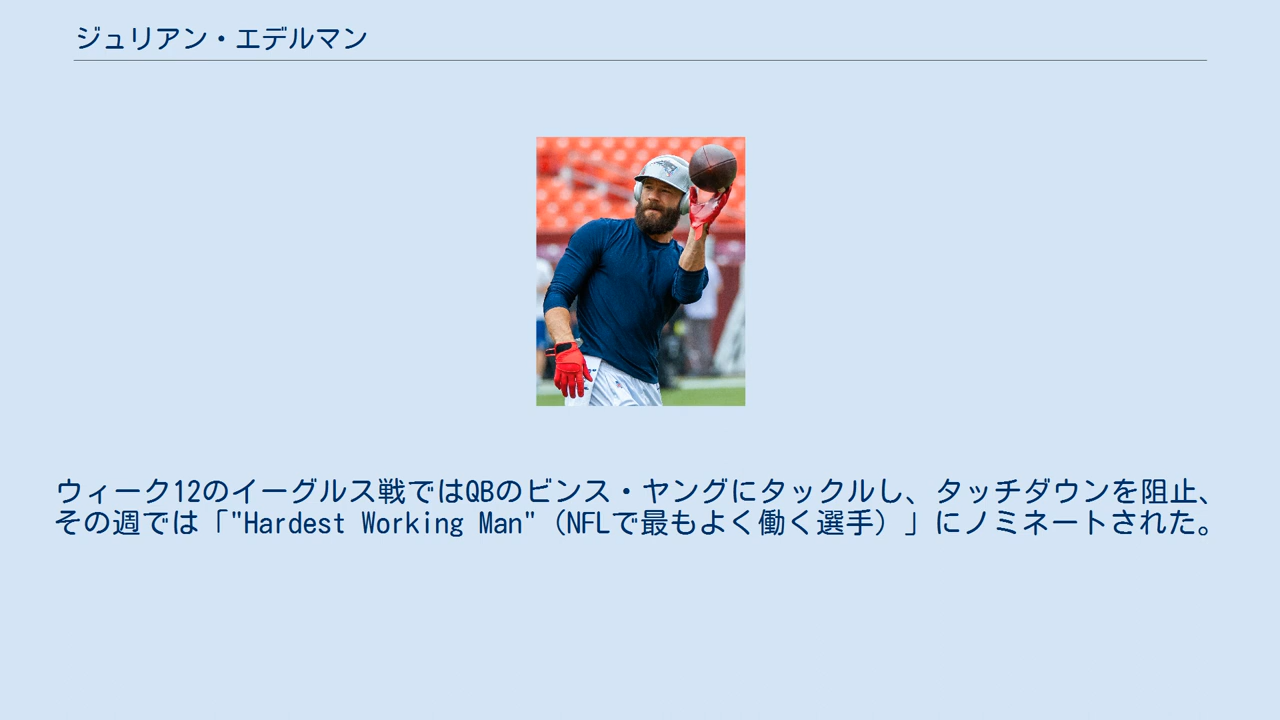 ジュリアン・エデルマン
ウィーク12のイーグルス戦ではQBのビンス・ヤングにタックルし、タッチダウンを阻止、
その週では「"Hardest Working Man"（NFLで最もよく働く選手）」にノミネートされた。